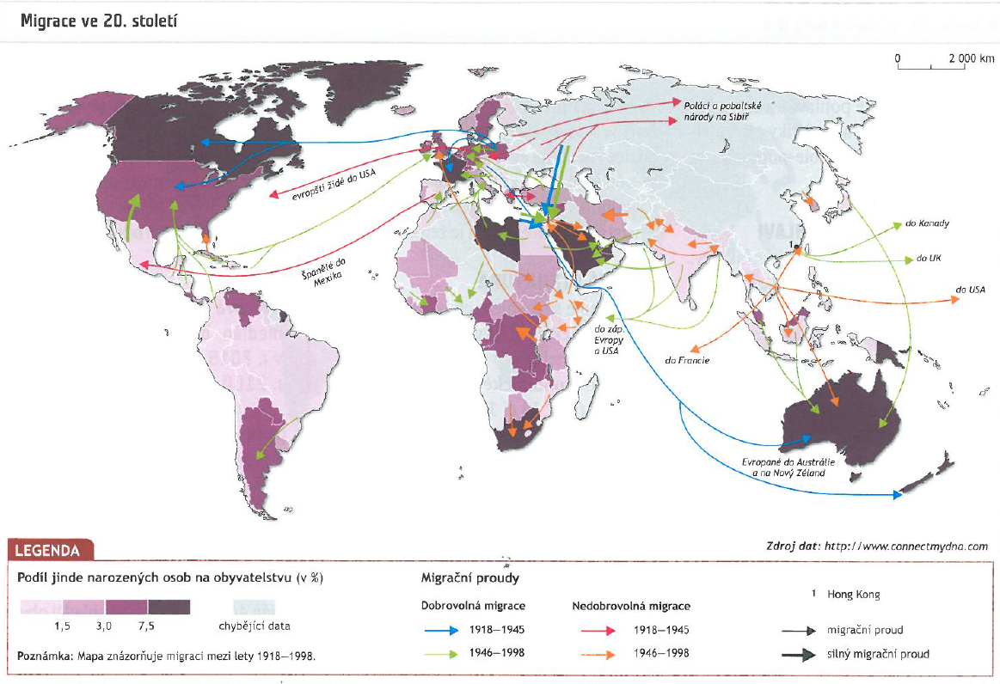 Migrace ve 20. století
0 2 000 km
Poláci a pobaltské
národy na Sibiř
evropští židé do USA
Španělé do
Mexika
do Kanady
1
do UK
do USA
do záp.
Evropy
a USA
do Francie
Evropané do Austrálie
a na Nový Zéland
Zdroj dat: http://www.connectmydna.com
LEGENDA
Podíl jinde narozených osob na obyvatelstvu (v %)
1,5 3,0 7,5 chybějící data
Poznámka: Mapa znázorňuje migraci mezi lety 1918—1998.
Migrační proudy
Dobrovolná migrace Nedobrovolná migrace
1918—1945 1918—1945
1946—1998 1946—1998
1 Hong Kong
migrační proud
silný migrační proud